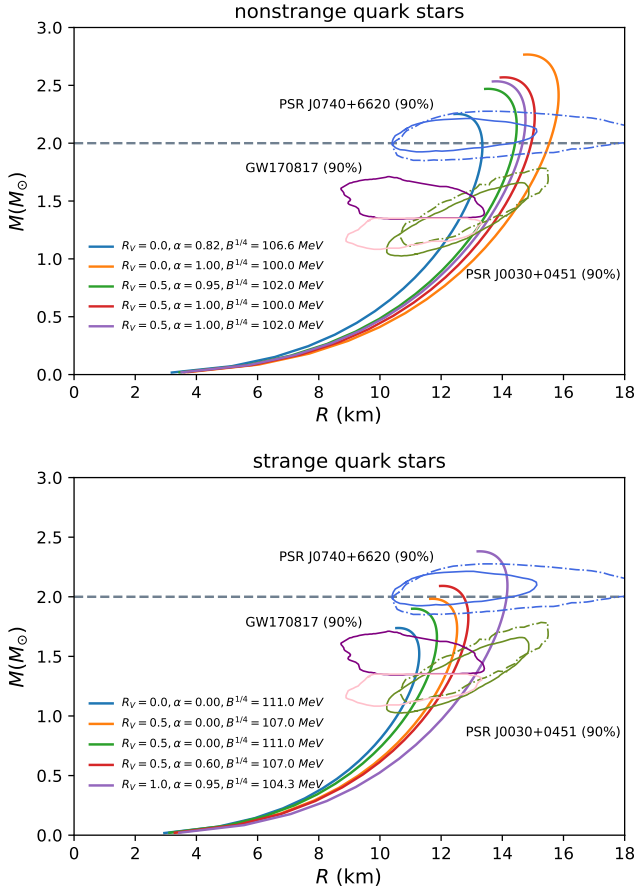 nonstrange quark stars
3.0
2.5
2.0
1.5
1.0
0.5
0.0
M(M⊙)
PSR J0740+6620 (90%)
GW170817 (90%)
PSR J0030+0451 (90%)
R_V = 0.0, α = 0.82, B^1/4 = 106.6 MeV
R_V = 0.0, α = 1.00, B^1/4 = 100.0 MeV
R_V = 0.5, α = 0.95, B^1/4 = 102.0 MeV
R_V = 0.5, α = 1.00, B^1/4 = 100.0 MeV
R_V = 0.5, α = 1.00, B^1/4 = 102.0 MeV
0 2 4 6 8 10 12 14 16 18
R (km)
strange quark stars
3.0
2.5
2.0
1.5
1.0
0.5
0.0
M(M⊙)
PSR J0740+6620 (90%)
GW170817 (90%)
PSR J0030+0451 (90%)
R_V = 0.0, α = 0.00, B^1/4 = 111.0 MeV
R_V = 0.5, α = 0.00, B^1/4 = 107.0 MeV
R_V = 0.5, α = 0.00, B^1/4 = 111.0 MeV
R_V = 0.5, α = 0.60, B^1/4 = 107.0 MeV
R_V = 1.0, α = 0.95, B^1/4 = 104.3 MeV
0 2 4 6 8 10 12 14 16 18
R (km)